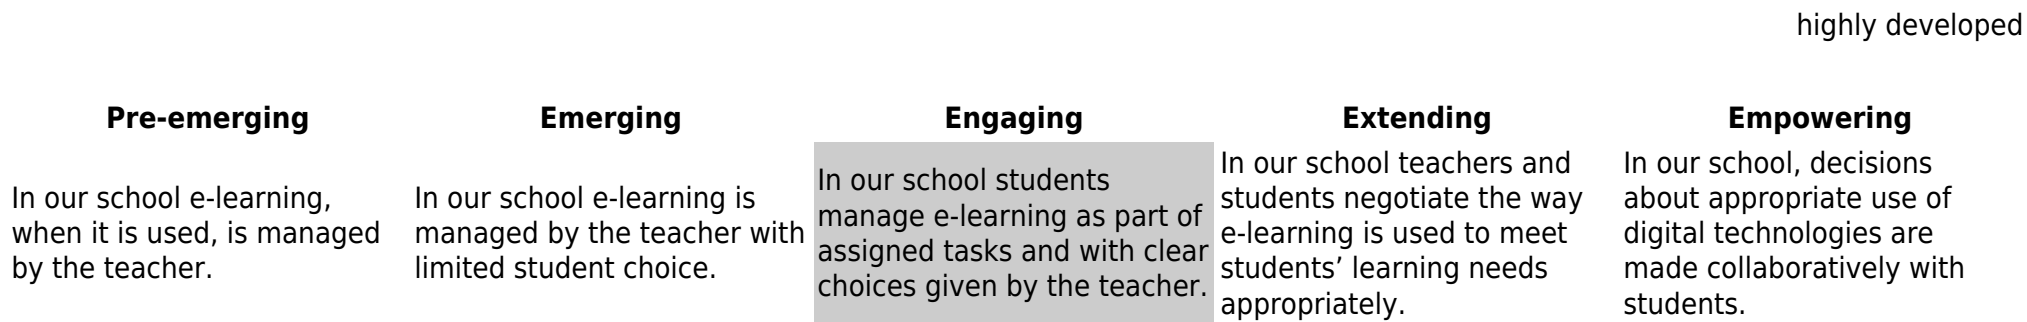 highly developed
Pre-emerging
Emerging
Engaging
Extending
Empowering
In our school e-learning,
when it is used, is managed
by the teacher.
In our school e-learning is
managed by the teacher with
limited student choice.
In our school students
manage e-learning as part of
assigned tasks and with clear
choices given by the teacher.
In our school teachers and
students negotiate the way
e-learning is used to meet
students’ learning needs
appropriately.
In our school, decisions
about appropriate use of
digital technologies are
made collaboratively with
students.